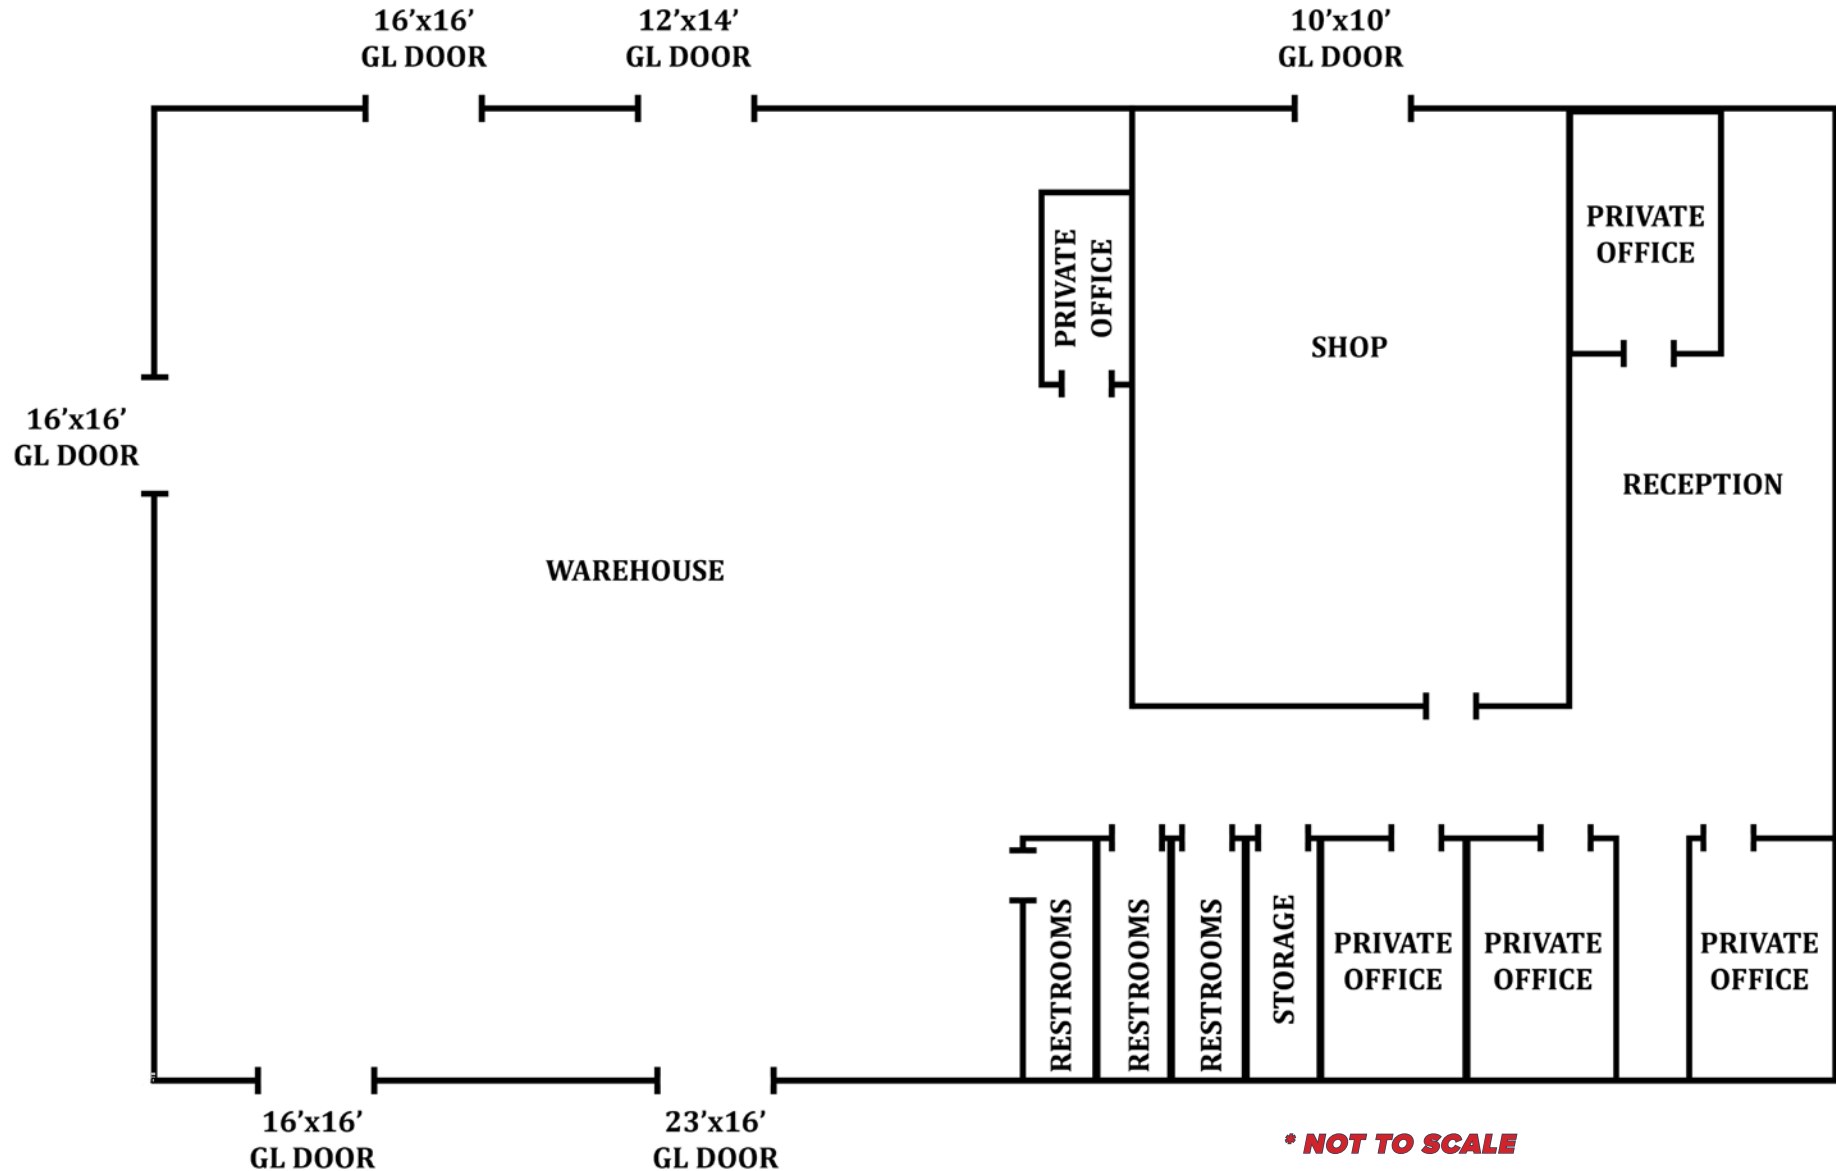 16’x16’
GL DOOR
12’x14’
GL DOOR
10’x10’
GL DOOR
PRIVATE
OFFICE
PRIVATE
OFFICE
SHOP
16’x16’
GL DOOR
RECEPTION
WAREHOUSE
RESTROOMS
RESTROOMS
RESTROOMS
STORAGE
PRIVATE
OFFICE
PRIVATE
OFFICE
PRIVATE
OFFICE
16’x16’
GL DOOR
23’x16’
GL DOOR
* NOT TO SCALE